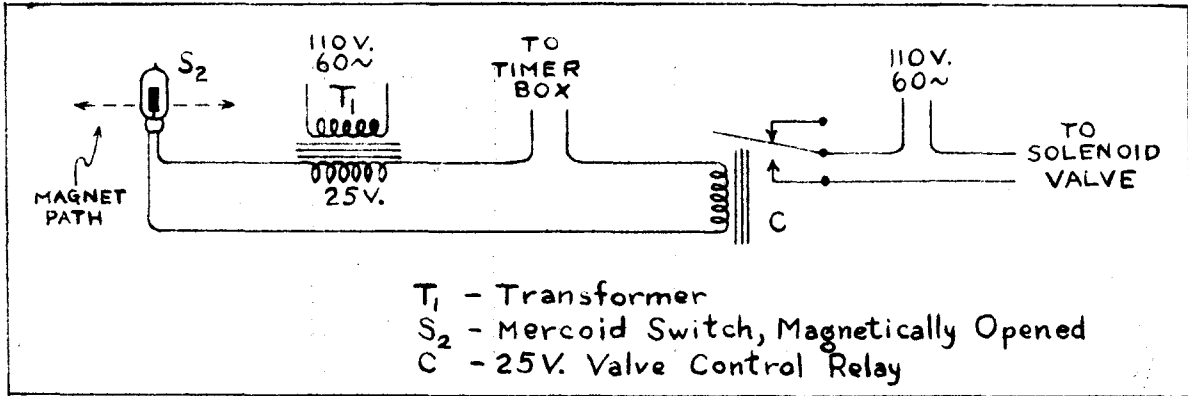 S₂
110V.
60~
T₁
25V.
TO
TIMER
BOX
110V.
60~
TO
SOLENOID
VALVE
MAGNET
PATH
C
T₁ - Transformer
S₂ - Mercoid Switch, Magnetically Opened
C - 25V. Valve Control Relay